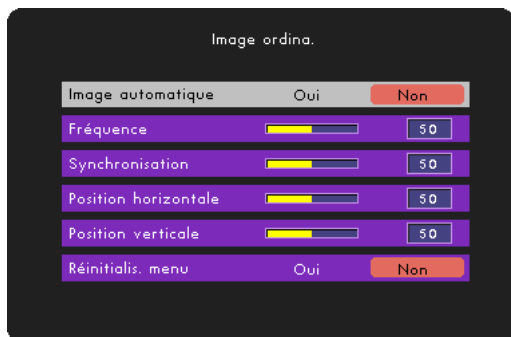 Image ordina.
Image automatique Oui Non
Fréquence 50
Synchronisation 50
Position horizontale 50
Position verticale 50
Réinitialis. menu Oui Non